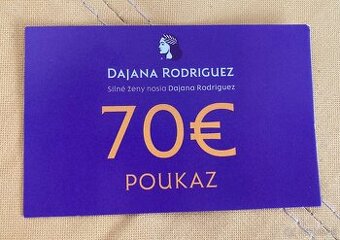 DAJANA RODRIGUEZ
Silné ženy nosia Dajana Rodriguez
70€
POUKAZ